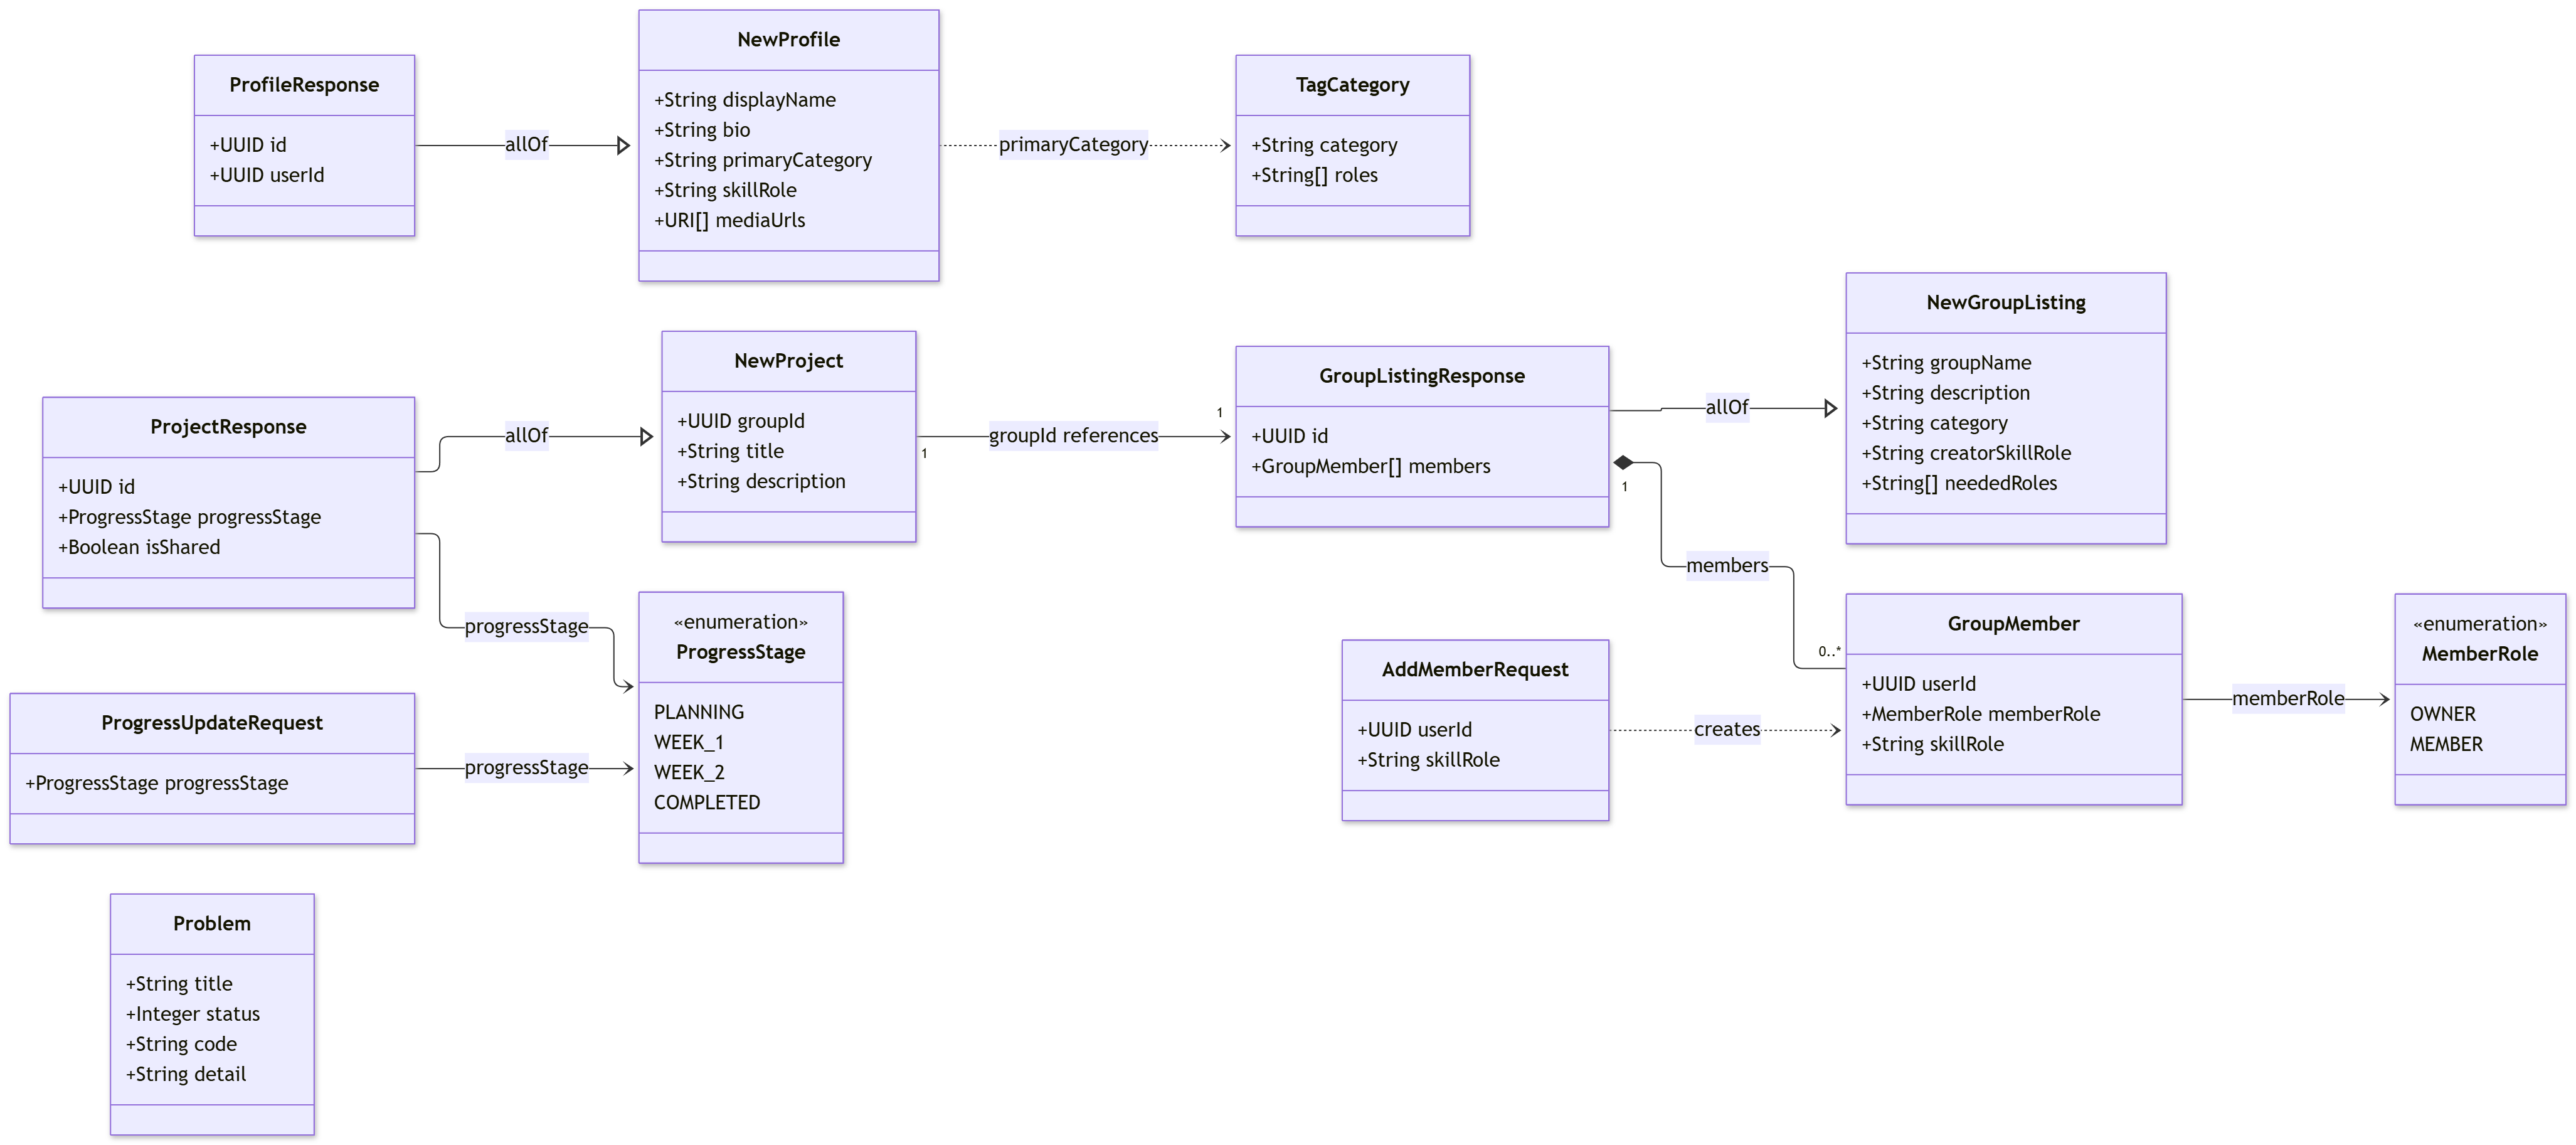 ProfileResponse
+UUID id
+UUID userId
allOf
NewProfile
+String displayName
+String bio
+String primaryCategory
+String skillRole
+URI[] mediaUrls
primaryCategory
TagCategory
+String category
+String[] roles
ProjectResponse
+UUID id
+ProgressStage progressStage
+Boolean isShared
allOf
NewProject
+UUID groupId
+String title
+String description
1
groupId references
1
GroupListingResponse
+UUID id
+GroupMember[] members
allOf
NewGroupListing
+String groupName
+String description
+String category
+String creatorSkillRole
+String[] neededRoles
1
members
0..*
progressStage
«enumeration»
ProgressStage
PLANNING
WEEK_1
WEEK_2
COMPLETED
ProgressUpdateRequest
+ProgressStage progressStage
progressStage
AddMemberRequest
+UUID userId
+String skillRole
creates
GroupMember
+UUID userId
+MemberRole memberRole
+String skillRole
memberRole
«enumeration»
MemberRole
OWNER
MEMBER
Problem
+String title
+Integer status
+String code
+String detail